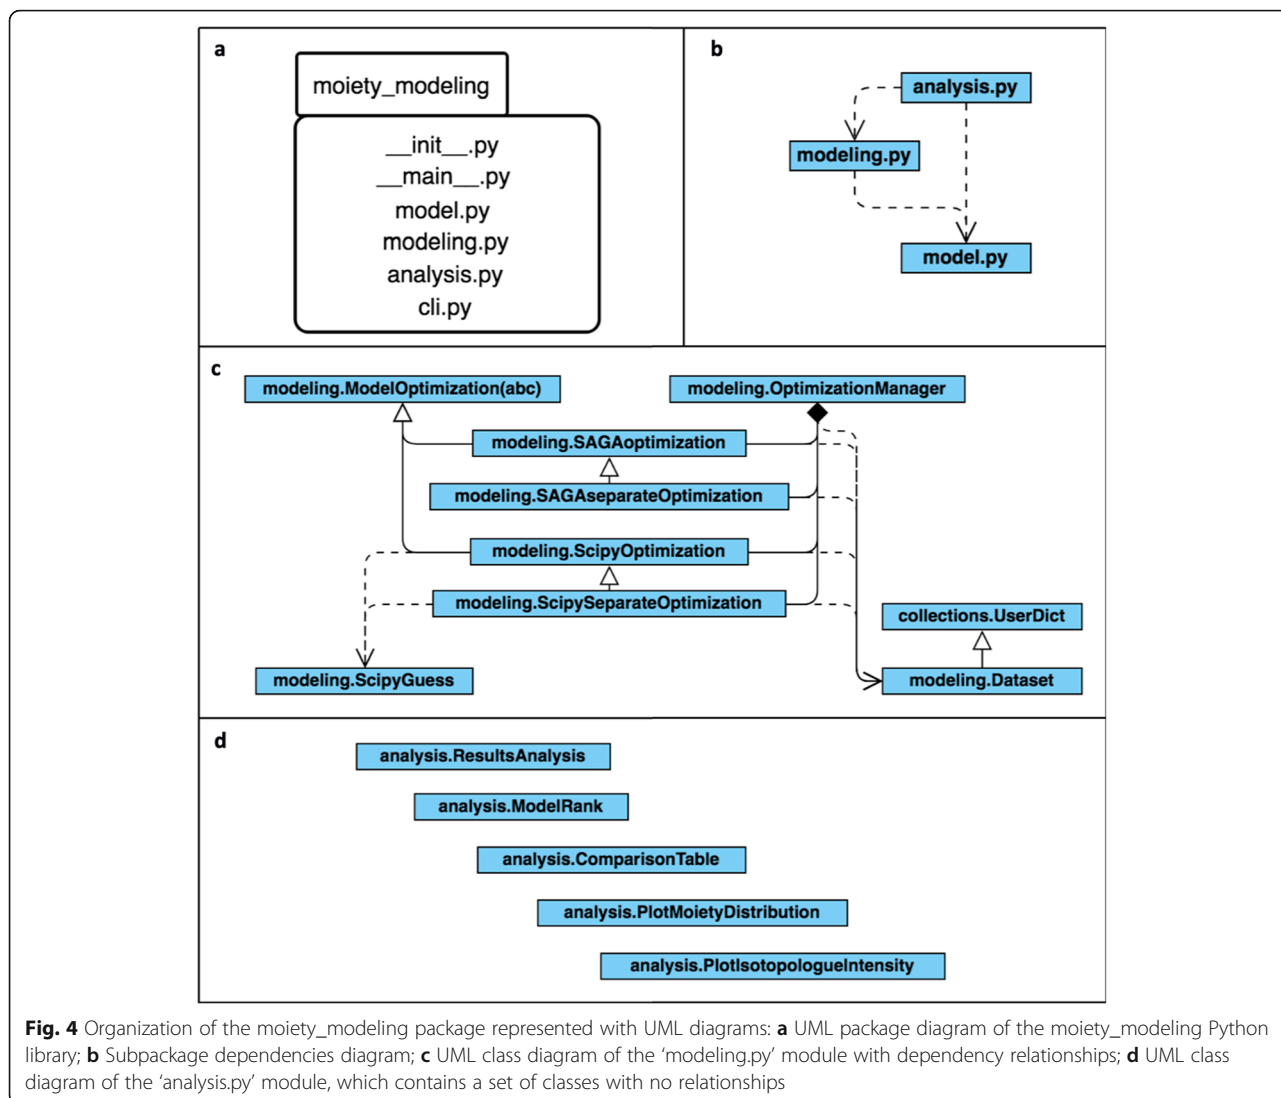 a
moiety_modeling
__init__.py
__main__.py
model.py
modeling.py
analysis.py
cli.py
b
analysis.py
modeling.py
model.py
c
modeling.ModelOptimization(abc)
modeling.OptimizationManager
modeling.SAGAoptimization
modeling.SAGAseparateOptimization
modeling.ScipyOptimization
modeling.ScipySeparateOptimization
collections.UserDict
modeling.ScipyGuess
modeling.Dataset
d
analysis.ResultsAnalysis
analysis.ModelRank
analysis.ComparisonTable
analysis.PlotMoietyDistribution
analysis.PlotIsotopologueIntensity
Fig. 4 Organization of the moiety_modeling package represented with UML diagrams: a UML package diagram of the moiety_modeling Python
library; b Subpackage dependencies diagram; c UML class diagram of the ‘modeling.py’ module with dependency relationships; d UML class
diagram of the ‘analysis.py’ module, which contains a set of classes with no relationships